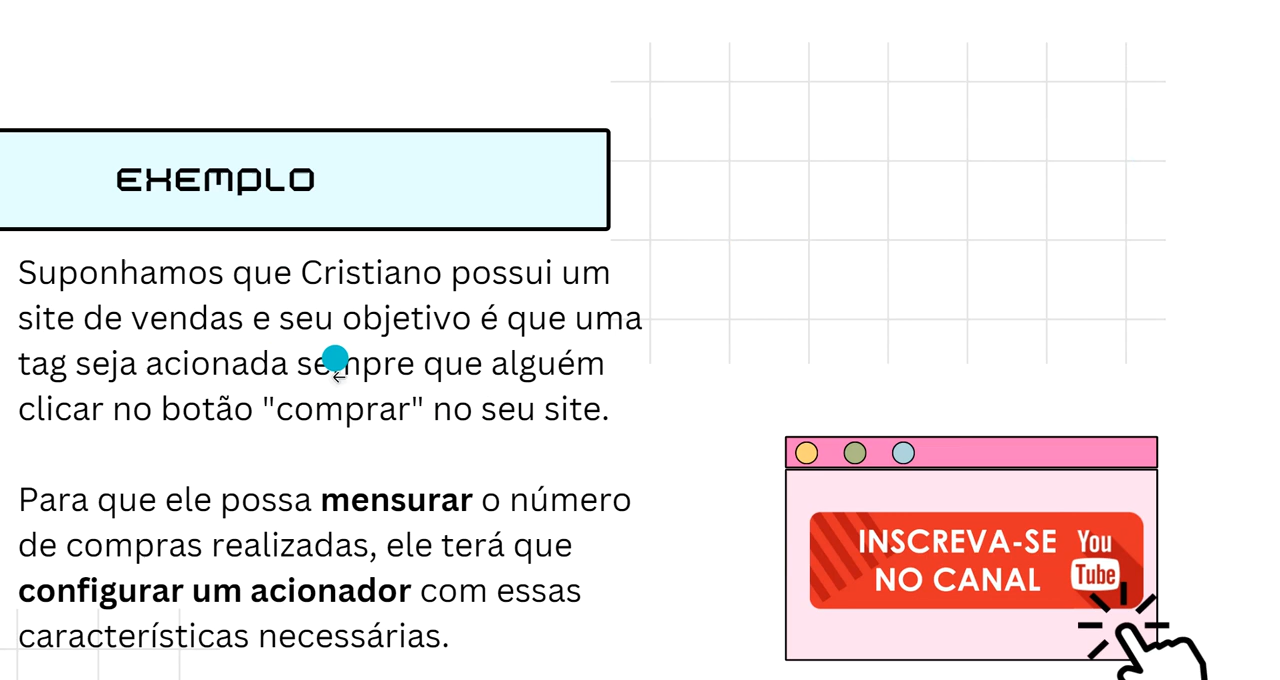 EXEMPLO
Suponhamos que Cristiano possui um
site de vendas e seu objetivo é que uma
tag seja acionada sempre que alguém
clicar no botão "comprar" no seu site.
Para que ele possa mensurar o número
de compras realizadas, ele terá que
configurar um acionador com essas
características necessárias.
INSCREVA-SE
NO CANAL
You
Tube